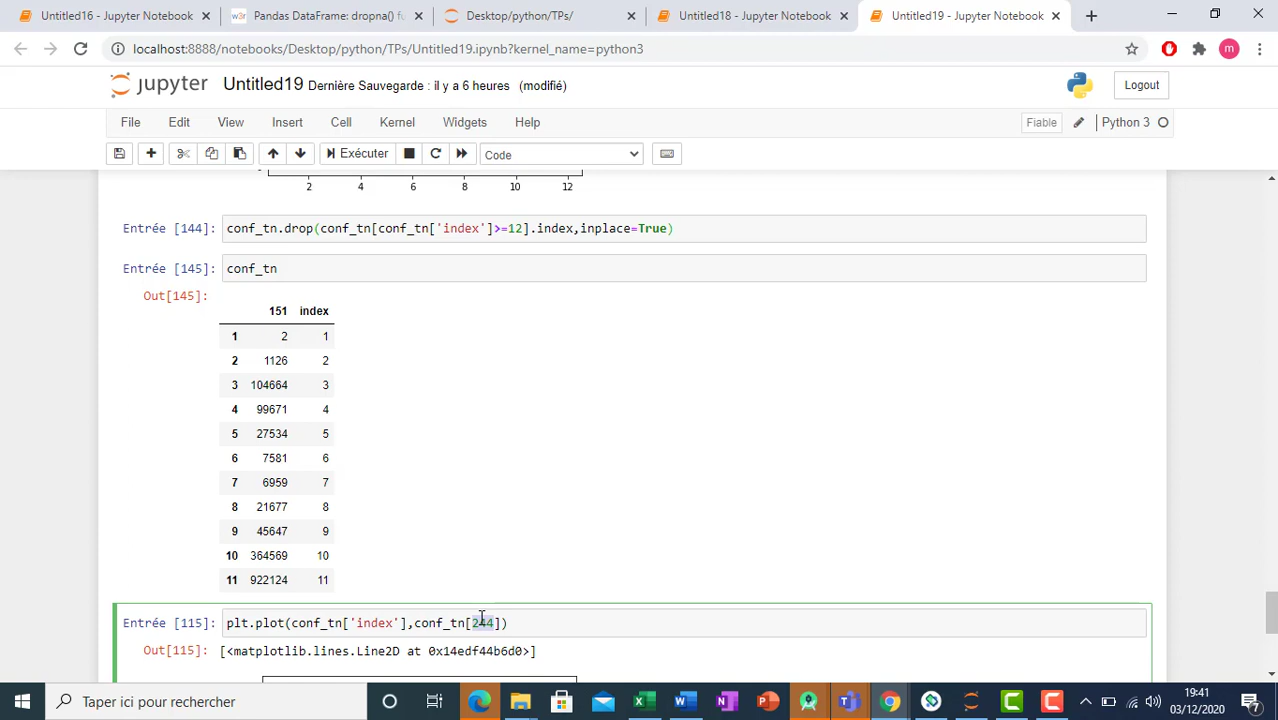 Untitled16 - Jupyter Notebook × w3r Pandas DataFrame: dropna() fu × Desktop/python/TPs/ × Untitled18 - Jupyter Notebook × Untitled19 - Jupyter Notebook ×
localhost:8888/notebooks/Desktop/python/TPs/Untitled19.ipynb?kernel_name=python3 m
jupyter Untitled19 Dernière Sauvegarde : il y a 6 heures (modifié) Logout
File Edit View Insert Cell Kernel Widgets Help Fiable Python 3
Exécuter Code
2 4 6 8 10 12
Entrée [144]: conf_tn.drop(conf_tn[conf_tn['index']>=12].index,inplace=True)
Entrée [145]: conf_tn
Out[145]:
151 index
1 2 1
2 1126 2
3 104664 3
4 99671 4
5 27534 5
6 7581 6
7 6959 7
8 21677 8
9 45647 9
10 364569 10
11 922124 11
Entrée [115]: plt.plot(conf_tn['index'],conf_tn[244])
Out[115]: [<matplotlib.lines.Line2D at 0x14edf44b6d0>]
Taper ici pour rechercher 19:41
03/12/2020 7